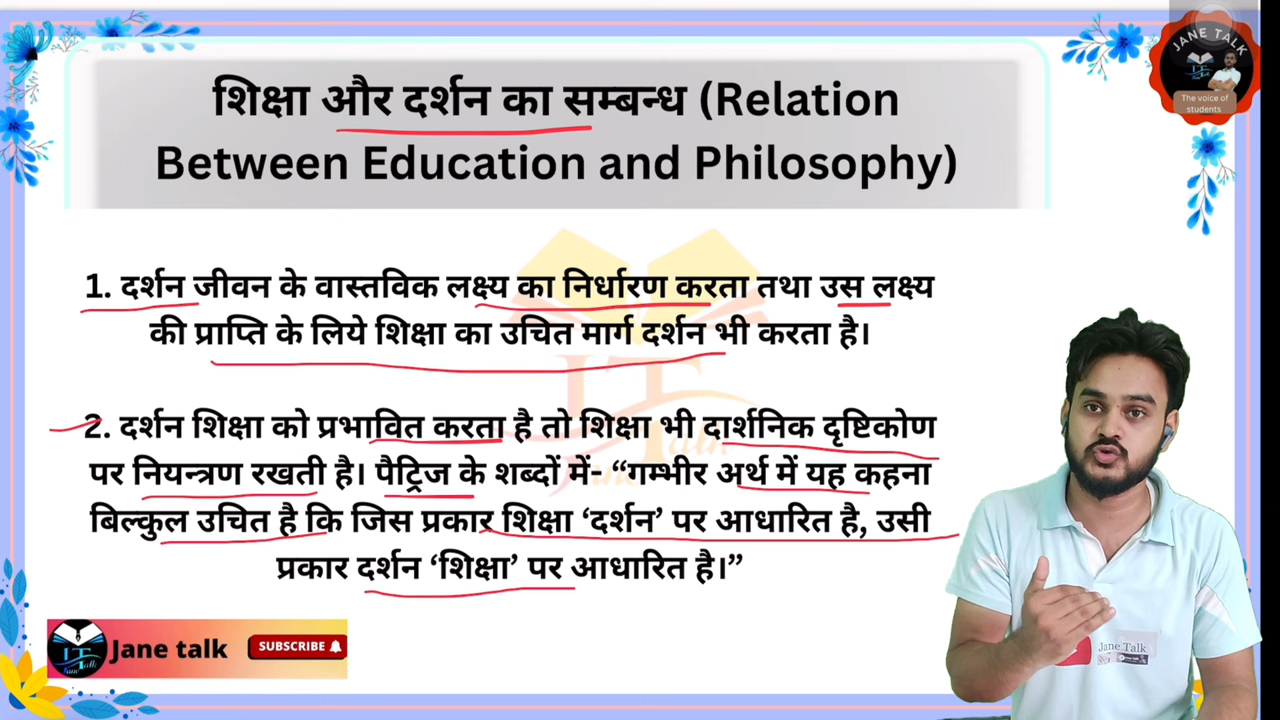 JANE TALK
The voice of
students
शिक्षा और दर्शन का सम्बन्ध (Relation
Between Education and Philosophy)
1. दर्शन जीवन के वास्तविक लक्ष्य का निर्धारण करता तथा उस लक्ष्य
की प्राप्ति के लिये शिक्षा का उचित मार्ग दर्शन भी करता है।
2. दर्शन शिक्षा को प्रभावित करता है तो शिक्षा भी दार्शनिक दृष्टिकोण
पर नियन्त्रण रखती है। पैट्रिज के शब्दों में- “गम्भीर अर्थ में यह कहना
बिल्कुल उचित है कि जिस प्रकार शिक्षा ‘दर्शन’ पर आधारित है, उसी
प्रकार दर्शन ‘शिक्षा’ पर आधारित है।”
Jane talk
SUBSCRIBE
Jane Talk